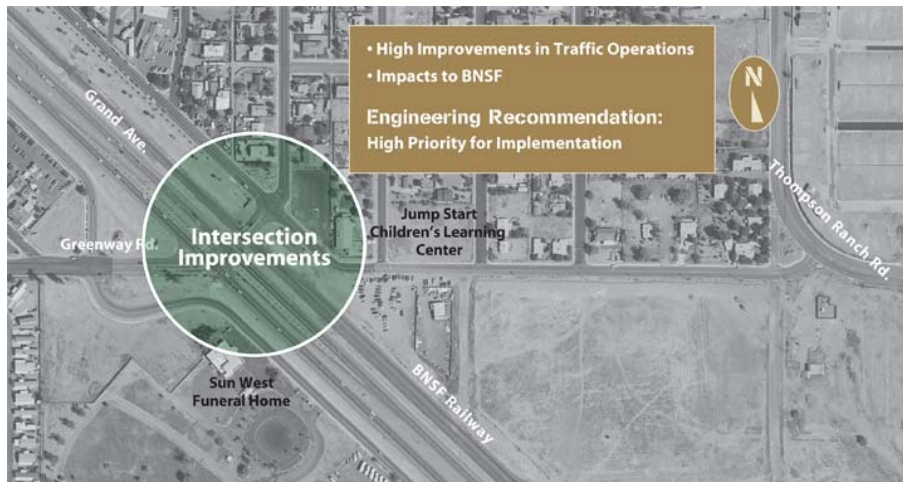 • High Improvements in Traffic Operations
• Impacts to BNSF
Engineering Recommendation:
High Priority for Implementation
N
Grand Ave.
Thompson Ranch Rd.
Greenway Rd.
Intersection
Improvements
Jump Start
Children's Learning
Center
BNSF Railway
Sun West
Funeral Home